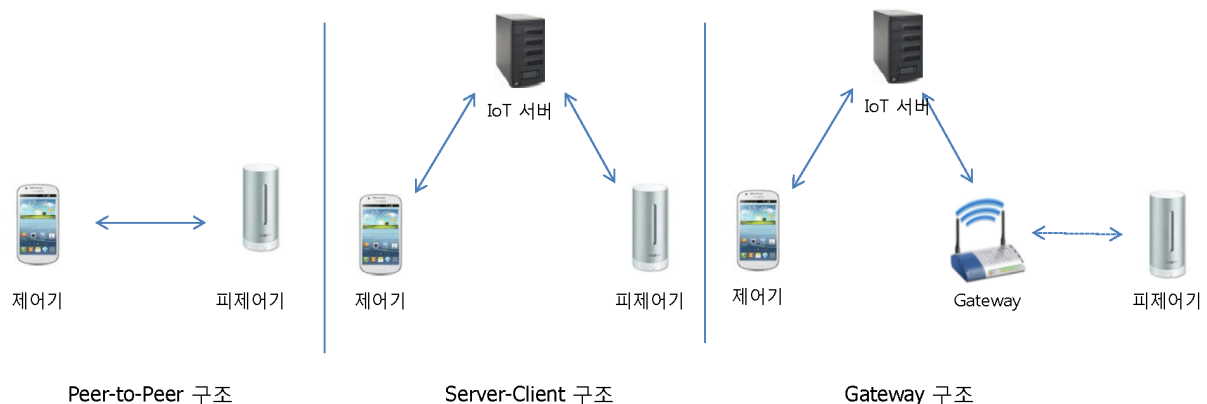 제어기
피제어기
Peer-to-Peer 구조
IoT 서버
제어기
피제어기
Server-Client 구조
IoT 서버
제어기
Gateway
피제어기
Gateway 구조